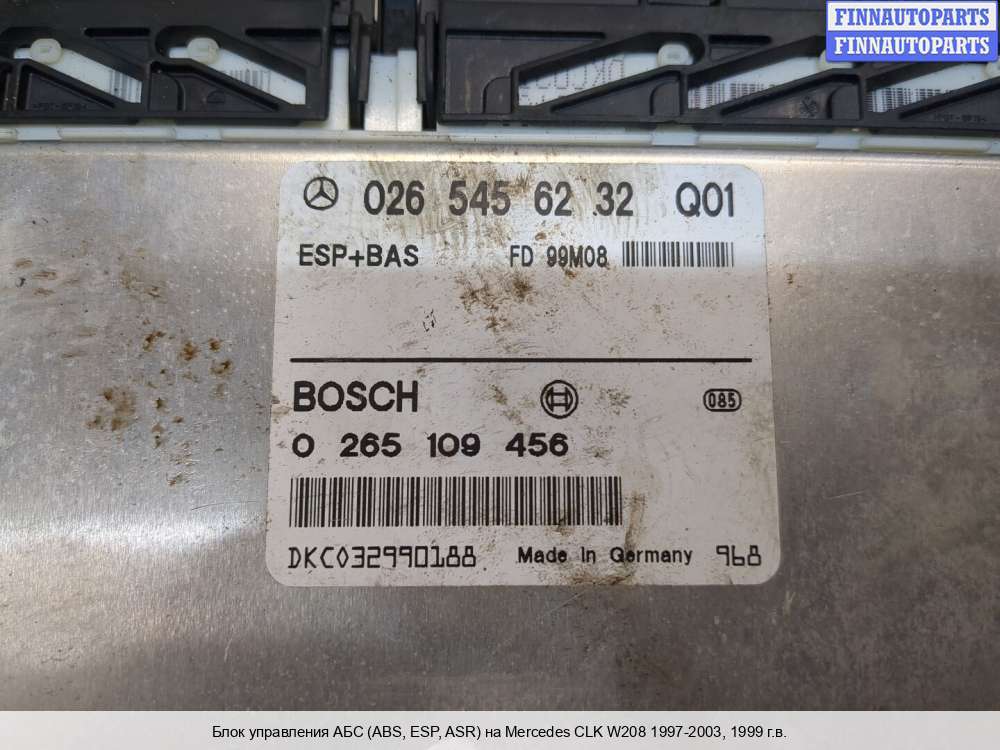 FINNAUTOPARTS
FINNAUTOPARTS
026 545 62 32 Q01
ESP+BAS FD 99M08
BOSCH
085
0 265 109 456
DKC032990188 Made In Germany 968
Блок управления АБС (ABS, ESP, ASR) на Mercedes CLK W208 1997-2003, 1999 г.в.